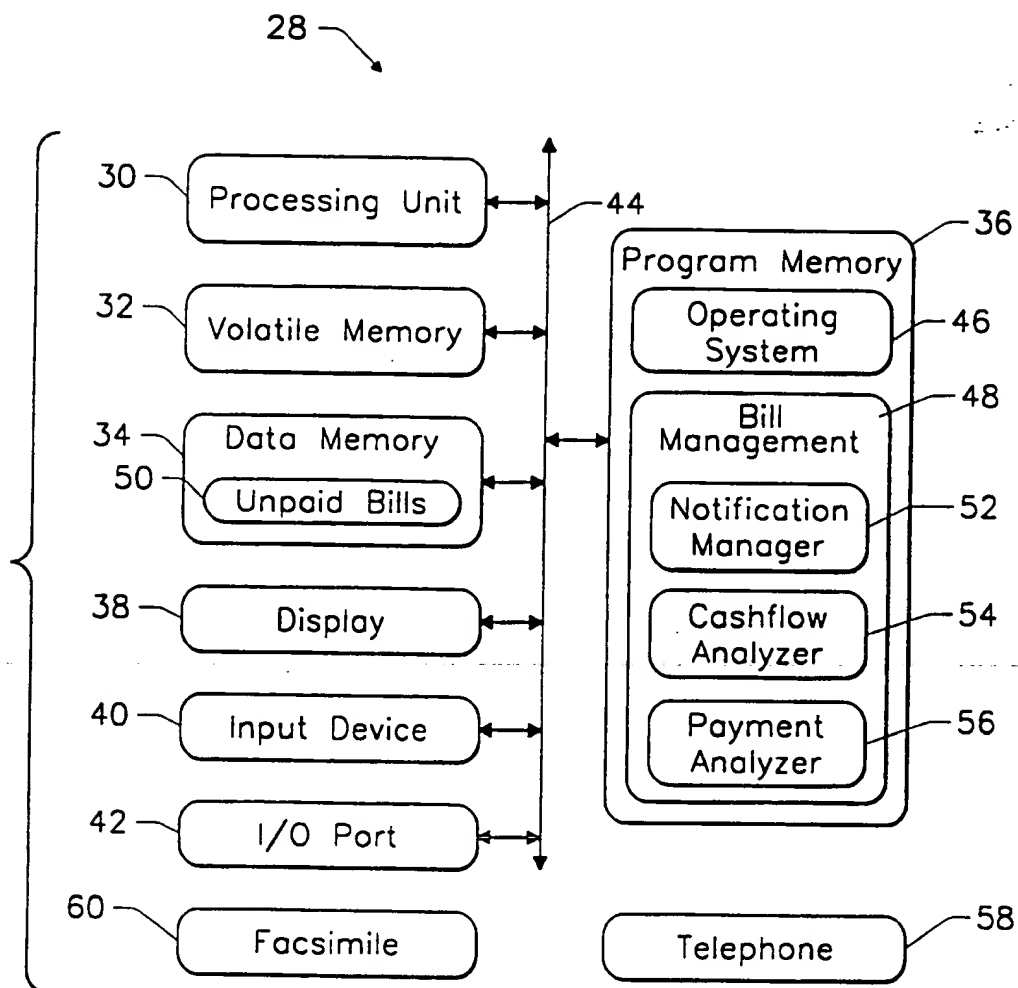 28
30
Processing Unit
44
36
Program Memory
32
Volatile Memory
Operating
System
46
34
Data Memory
50
Unpaid Bills
Bill
Management
48
Notification
Manager
52
38
Display
Cashflow
Analyzer
54
40
Input Device
Payment
Analyzer
56
42
I/O Port
60
Facsimile
Telephone
58